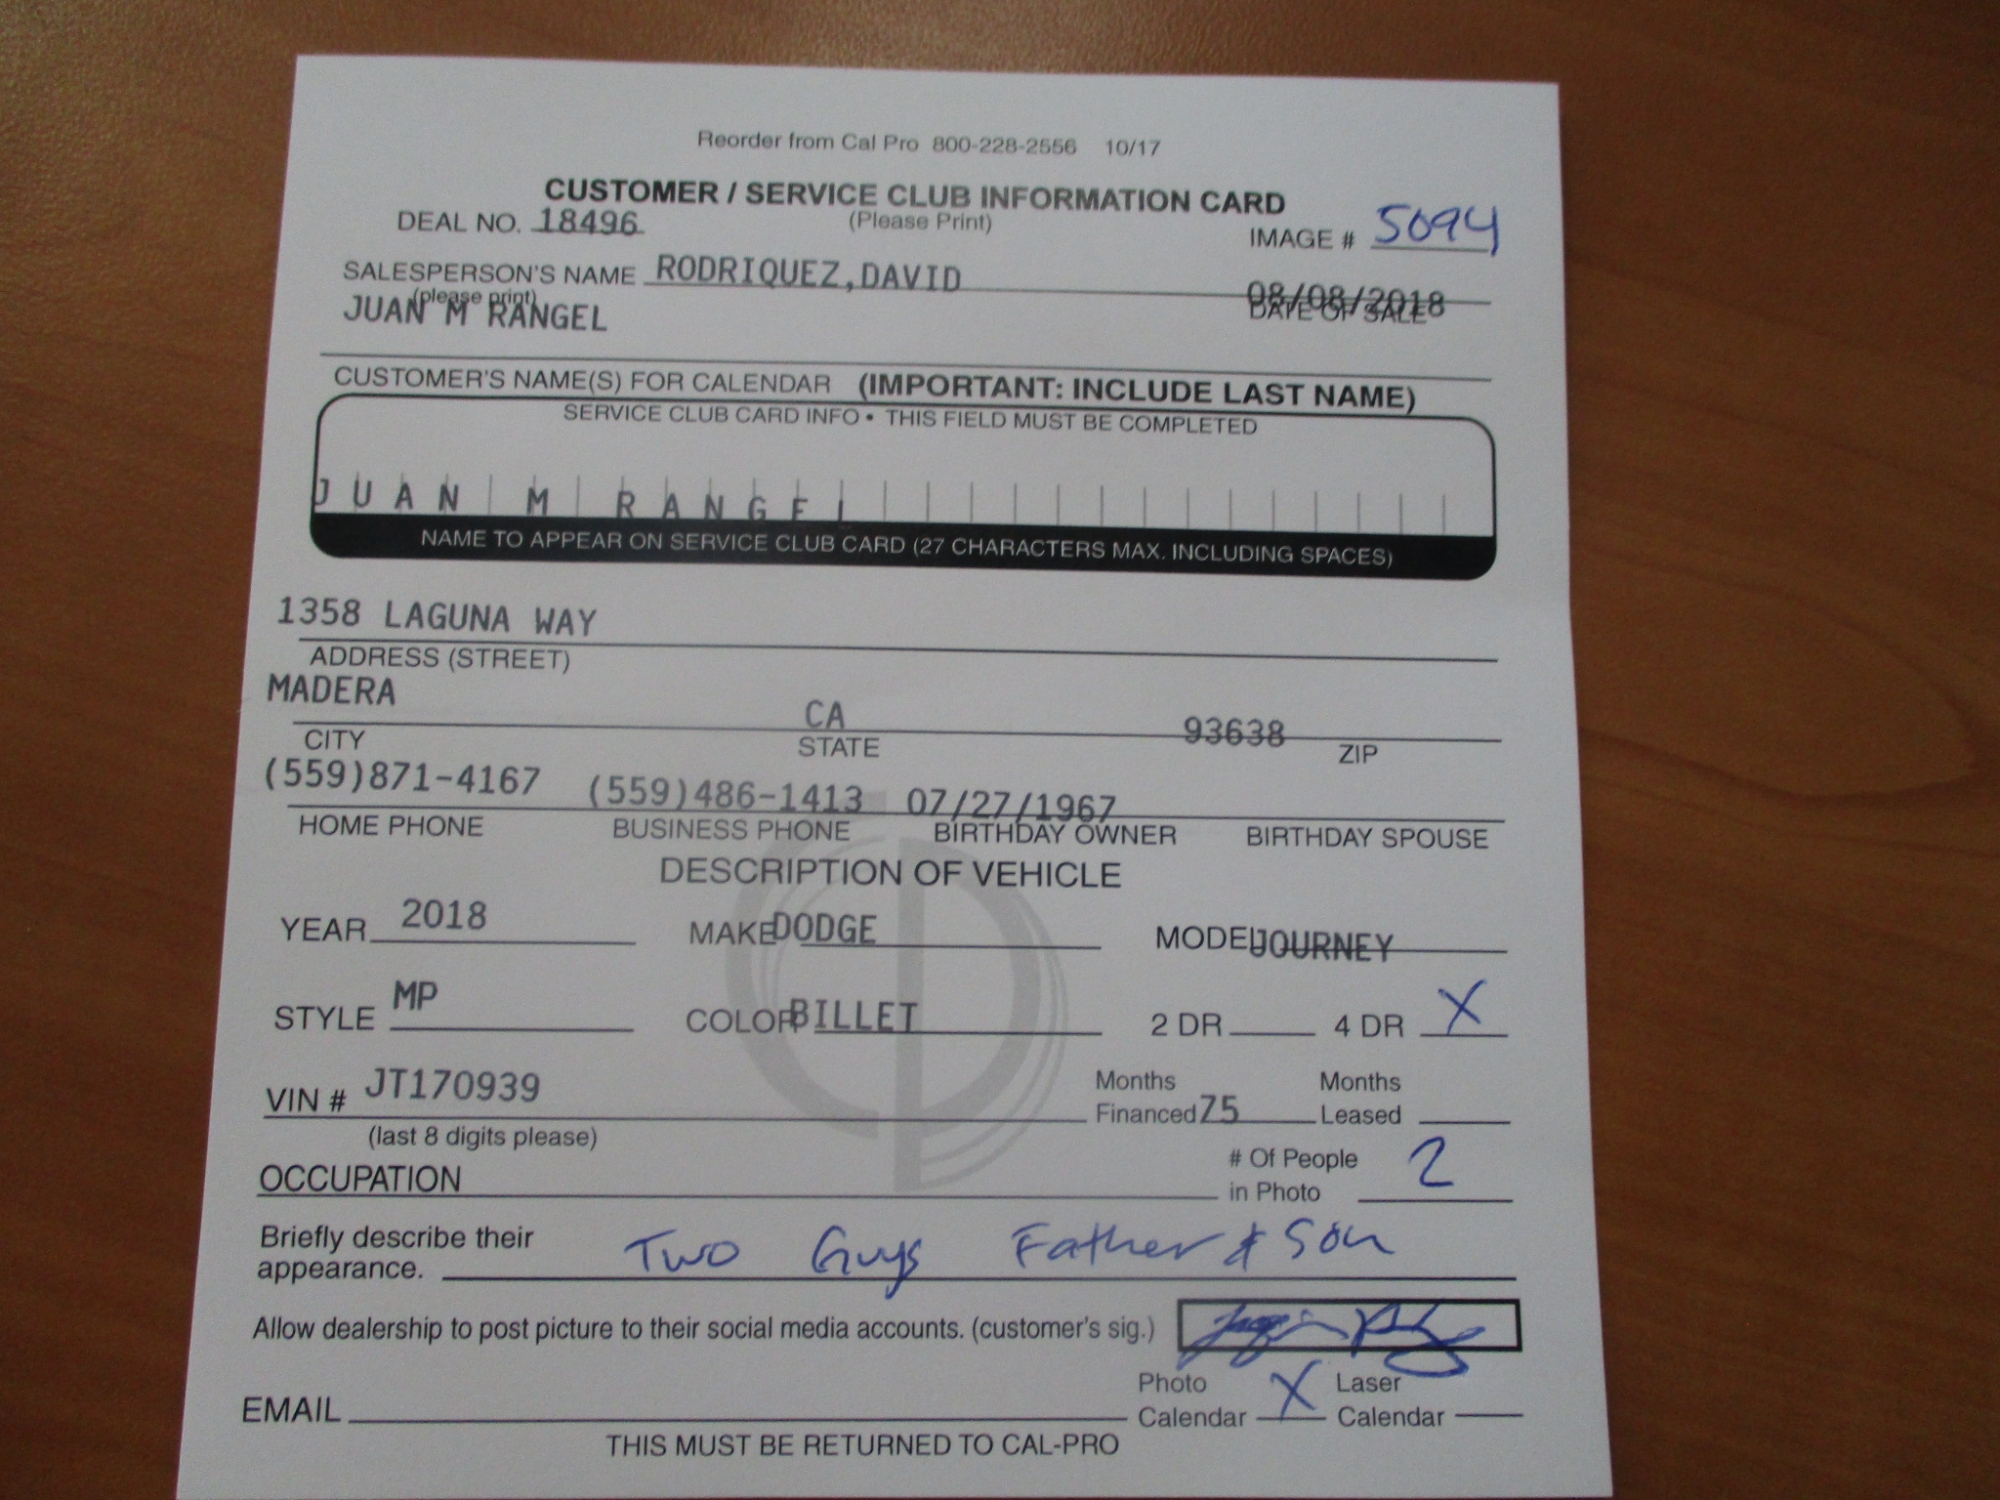 Reorder from Cal Pro 800-228-2556 10/17
CUSTOMER / SERVICE CLUB INFORMATION CARD
DEAL NO. 18496 (Please Print) IMAGE # 5094
SALESPERSON'S NAME RODRIQUEZ,DAVID 08/08/2018
(please print) DATE OF SALE
JUAN M RANGEL
CUSTOMER'S NAME(S) FOR CALENDAR (IMPORTANT: INCLUDE LAST NAME)
SERVICE CLUB CARD INFO • THIS FIELD MUST BE COMPLETED
JUAN M RANGEL
NAME TO APPEAR ON SERVICE CLUB CARD (27 CHARACTERS MAX. INCLUDING SPACES)
1358 LAGUNA WAY
ADDRESS (STREET)
MADERA CA 93638
CITY STATE ZIP
(559)871-4167 (559)486-1413 07/27/1967
HOME PHONE BUSINESS PHONE BIRTHDAY OWNER BIRTHDAY SPOUSE
DESCRIPTION OF VEHICLE
YEAR 2018 MAKE DODGE MODEL JOURNEY
STYLE MP COLOR BILLET 2 DR 4 DR X
VIN # JT170939 Months Financed 75 Months Leased
(last 8 digits please)
OCCUPATION # Of People in Photo 2
Briefly describe their appearance. Two Guys Father & Son
Allow dealership to post picture to their social media accounts. (customer's sig.)
EMAIL Photo Calendar X Laser Calendar
THIS MUST BE RETURNED TO CAL-PRO